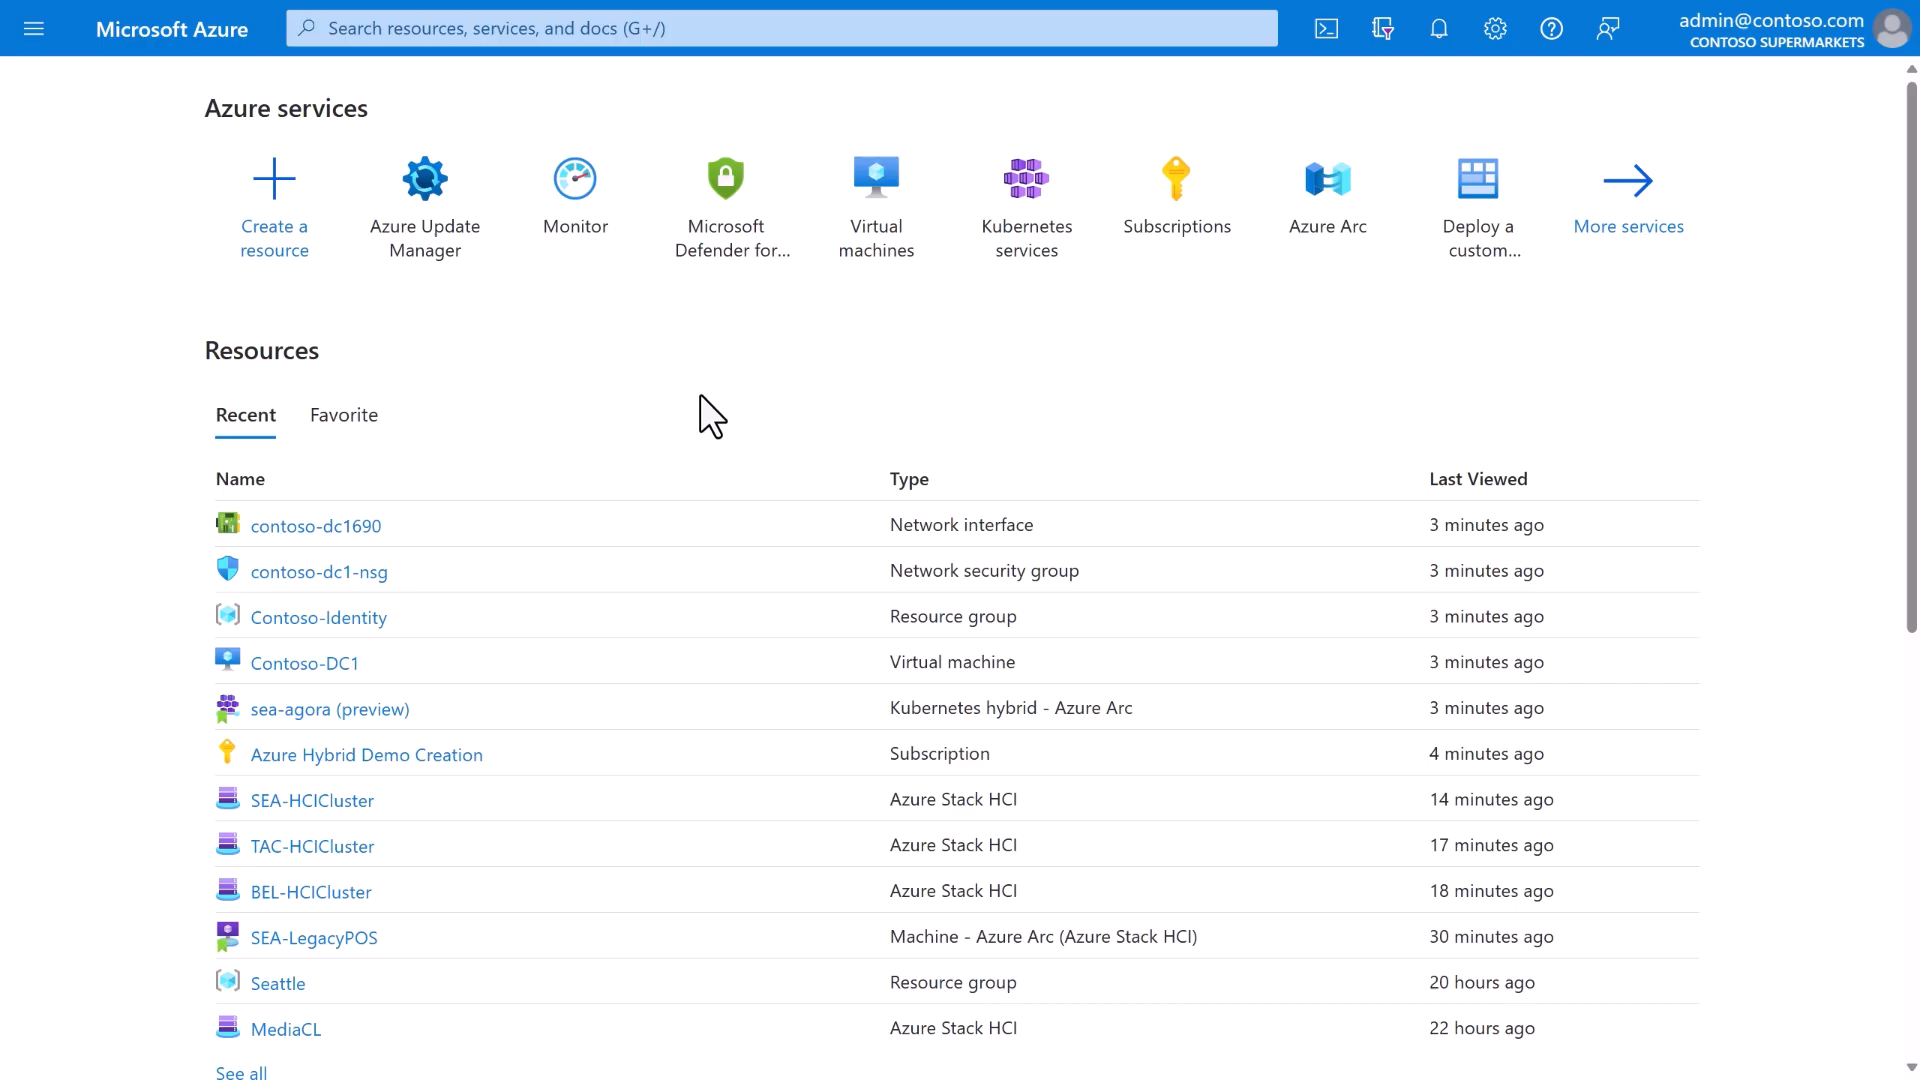 Microsoft Azure
Search resources, services, and docs (G+/)
admin@contoso.com
CONTOSO SUPERMARKETS
Azure services
Create a resource
Azure Update Manager
Monitor
Microsoft Defender for...
Virtual machines
Kubernetes services
Subscriptions
Azure Arc
Deploy a custom...
More services
Resources
Recent Favorite
Name Type Last Viewed
contoso-dc1690 Network interface 3 minutes ago
contoso-dc1-nsg Network security group 3 minutes ago
Contoso-Identity Resource group 3 minutes ago
Contoso-DC1 Virtual machine 3 minutes ago
sea-agora (preview) Kubernetes hybrid - Azure Arc 3 minutes ago
Azure Hybrid Demo Creation Subscription 4 minutes ago
SEA-HCICluster Azure Stack HCI 14 minutes ago
TAC-HCICluster Azure Stack HCI 17 minutes ago
BEL-HCICluster Azure Stack HCI 18 minutes ago
SEA-LegacyPOS Machine - Azure Arc (Azure Stack HCI) 30 minutes ago
Seattle Resource group 20 hours ago
MediaCL Azure Stack HCI 22 hours ago
See all